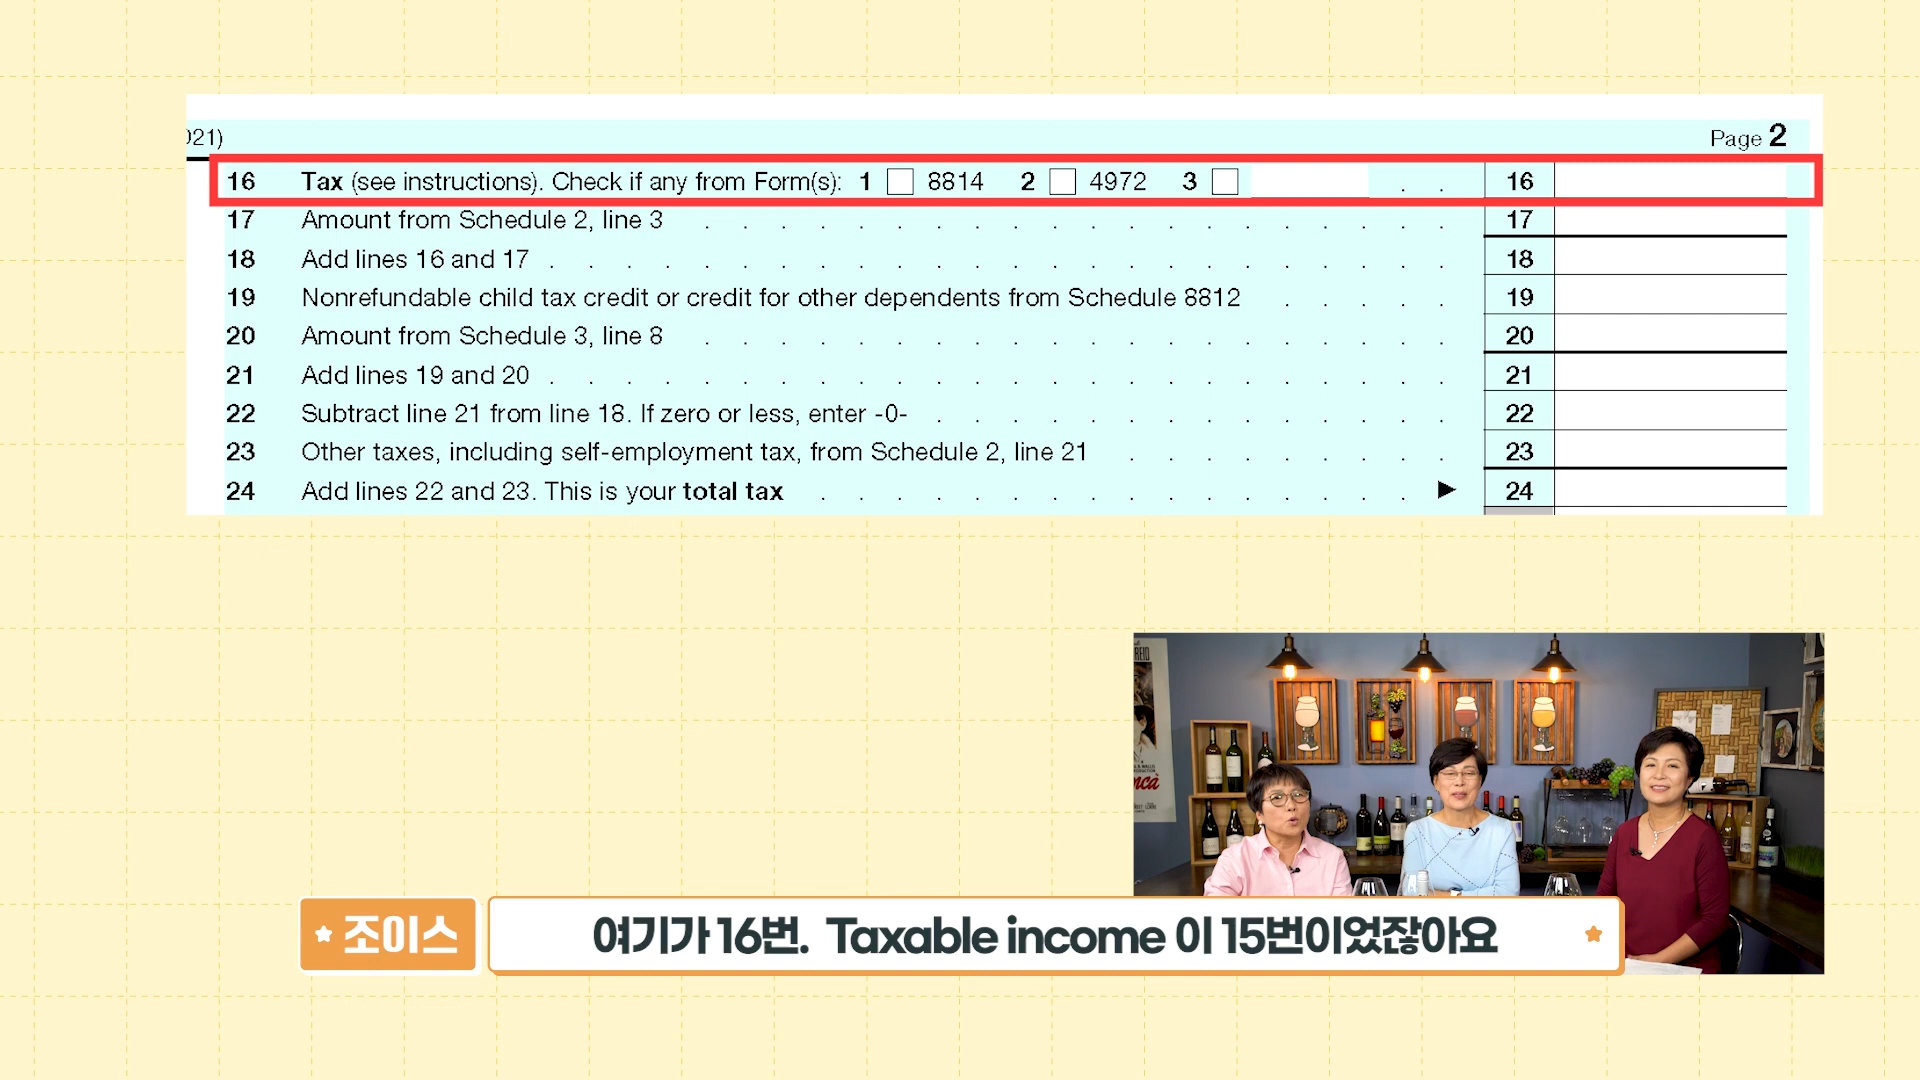 021)
Page 2
16 Tax (see instructions). Check if any from Form(s): 1 8814 2 4972 3 . . 16
17 Amount from Schedule 2, line 3 . . . . . . . . . . . . . . . . . . . . 17
18 Add lines 16 and 17 . . . . . . . . . . . . . . . . . . . . . . . . 18
19 Nonrefundable child tax credit or credit for other dependents from Schedule 8812 . . . . . 19
20 Amount from Schedule 3, line 8 . . . . . . . . . . . . . . . . . . . . 20
21 Add lines 19 and 20 . . . . . . . . . . . . . . . . . . . . . . . . 21
22 Subtract line 21 from line 18. If zero or less, enter -0- . . . . . . . . . . . . . . 22
23 Other taxes, including self-employment tax, from Schedule 2, line 21 . . . . . . . . . 23
24 Add lines 22 and 23. This is your total tax . . . . . . . . . . . . . . . . ▶ 24
조이스
여기가 16번. Taxable income 이 15번이었잖아요